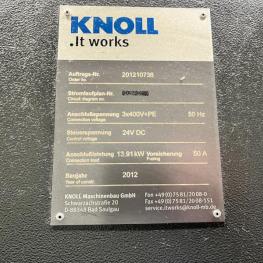 KNOLL
.It works
Auftrags-Nr. 201210738
Order no.
Stromlaufplan-Nr.
Circuit diagram no.
Anschlußspannung 3x400V+PE 50 Hz
Connection voltage
Steuerspannung 24V DC
Control voltage
Anschlußleistung 13,91kW Vorsicherung 50 A
Connection load Fusing
Baujahr 2012
Year of constr.
KNOLL Maschinenbau GmbH
Schwarzachstraße 20
D-88348 Bad Saulgau
Fon +49 (0) 75 81/20 08-0
Fax +49 (0) 75 81/20 08-151
service.itworks@knoll-mb.de